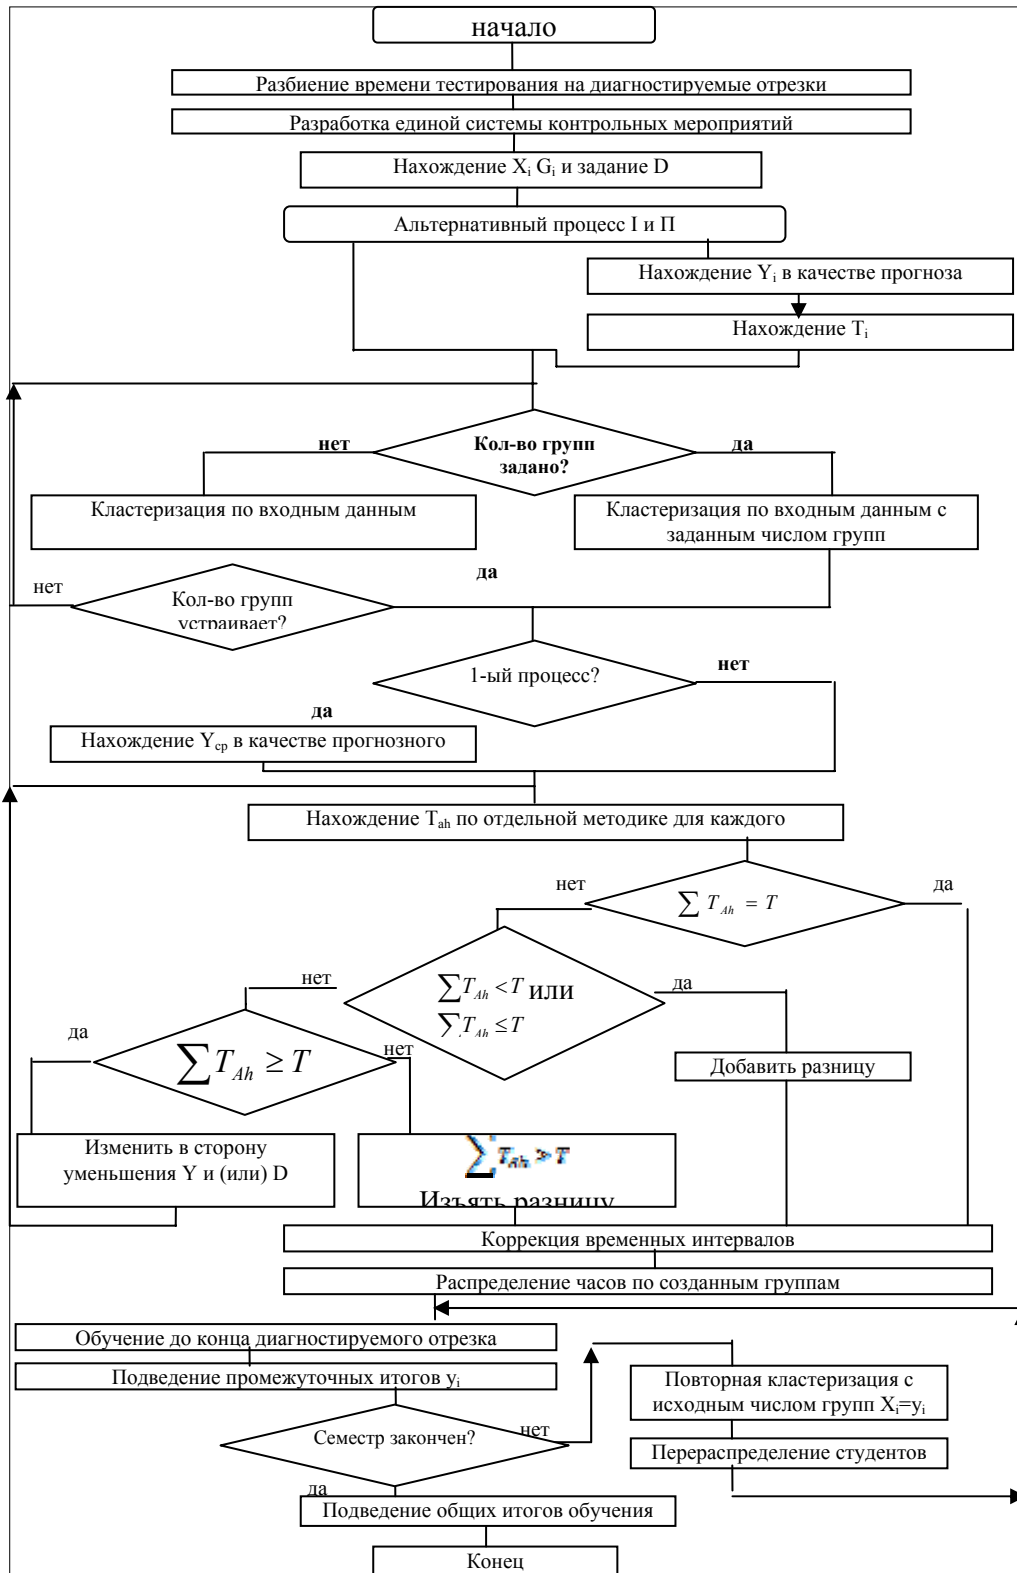 начало
Разбиение времени тестирования на диагностируемые отрезки
Разработка единой системы контрольных мероприятий
Нахождение Xi Gi и задание D
Альтернативный процесс I и П
Нахождение Yi в качестве прогноза
Нахождение Ti
нет
Кол-во групп
задано?
да
Кластеризация по входным данным
Кластеризация по входным данным с
заданным числом групп
нет
Кол-во групп
устраивает?
да
1-ый процесс?
нет
да
Нахождение Yср в качестве прогнозного
Нахождение Tah по отдельной методике для каждого
нет
∑ TAh = T
да
нет
∑TAh < T или
∑TAh ≤ T
да
да
∑TAh ≥ T
нет
Добавить разницу
Изменить в сторону
уменьшения Y и (или) D
∑Tah > T
Изъять разницу
Коррекция временных интервалов
Распределение часов по созданным группам
Обучение до конца диагностируемого отрезка
Подведение промежуточных итогов yi
Семестр закончен?
нет
Повторная кластеризация с
исходным числом групп Xi=yi
Перераспределение студентов
да
Подведение общих итогов обучения
Конец